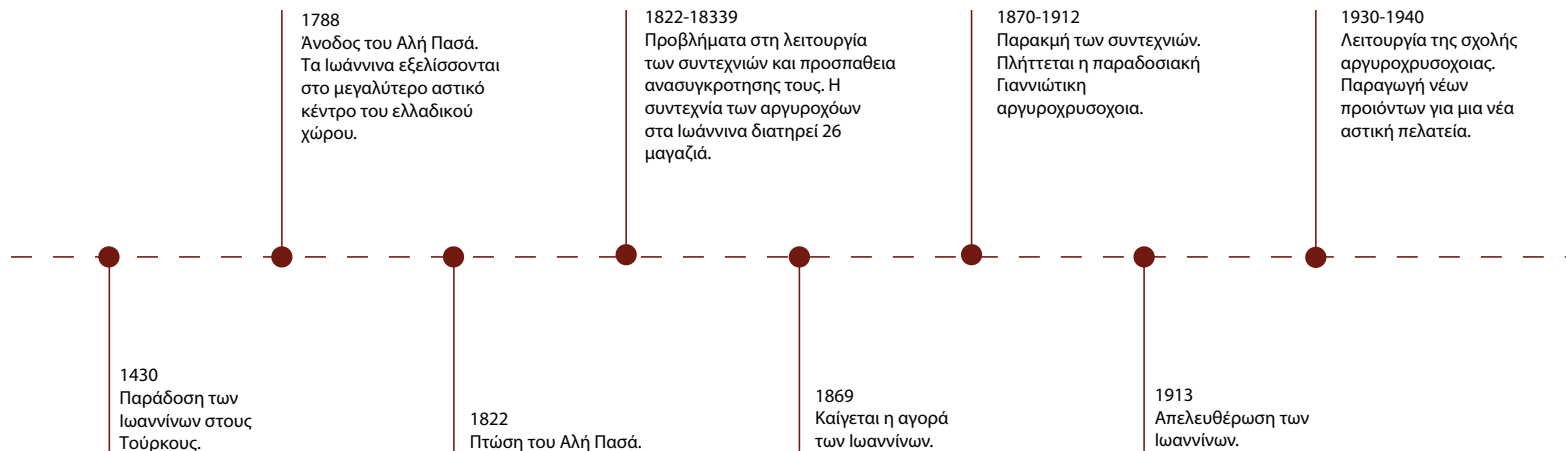 1788
Άνοδος του Αλή Πασά.
Τα Ιωάννινα εξελίσσονται
στο μεγαλύτερο αστικό
κέντρο του ελλαδικού
χώρου.
1822-18339
Προβλήματα στη λειτουργία
των συντεχνιών και προσπαθεια
ανασυγκροτησης τους. Η
συντεχνία των αργυροχόων
στα Ιωάννινα διατηρεί 26
μαγαζιά.
1870-1912
Παρακμή των συντεχνιών.
Πλήττεται η παραδοσιακή
Γιαννιώτικη
αργυροχρυσοχοια.
1930-1940
Λειτουργία της σχολής
αργυροχρυσοχοιας.
Παραγωγή νέων
προιόντων για μια νέα
αστική πελατεία.
1430
Παράδοση των
Ιωαννίνων στους
Τούρκους.
1822
Πτώση του Αλή Πασά.
1869
Καίγεται η αγορά
των Ιωαννίνων.
1913
Απελευθέρωση των
Ιωαννίνων.